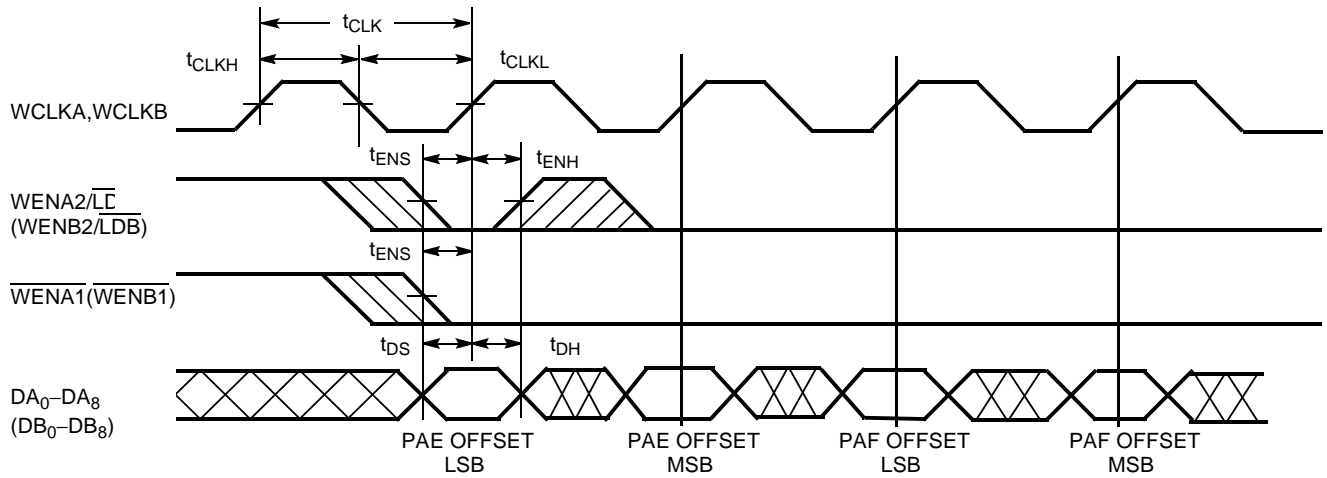 tCLK
tCLKH
tCLKL
WCLKA,WCLKB
tENS
tENH
WENA2/LD
(WENB2/LDB)
tENS
WENA1(WENB1)
tDS
tDH
DA0–DA8
(DB0–DB8)
PAE OFFSET
LSB
PAE OFFSET
MSB
PAF OFFSET
LSB
PAF OFFSET
MSB